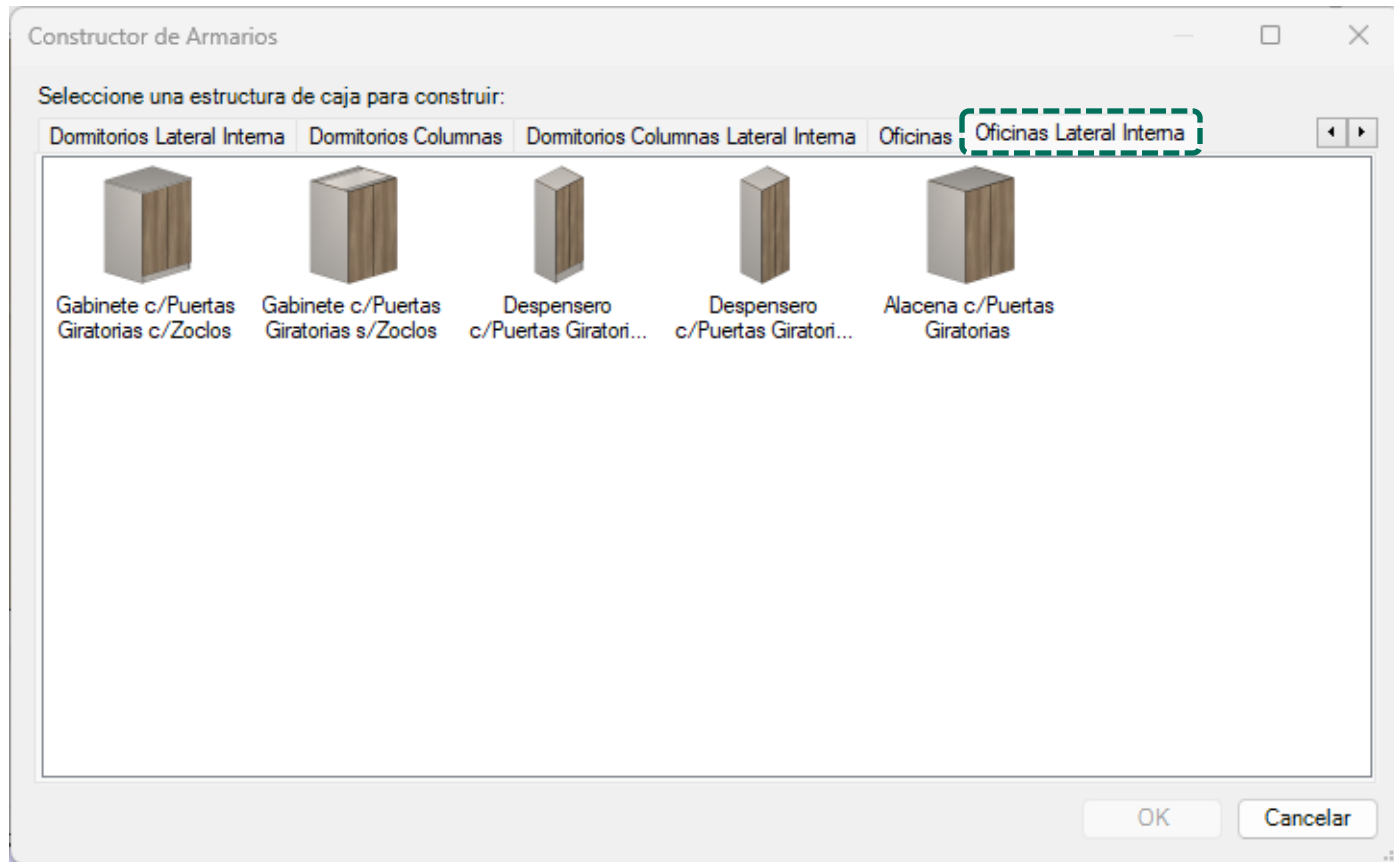 Constructor de Armarios
Seleccione una estructura de caja para construir:
Dormitorios Lateral Interna Dormitorios Columnas Dormitorios Columnas Lateral Interna Oficinas Oficinas Lateral Interna
Gabinete c/Puertas
Giratorias c/Zoclos
Gabinete c/Puertas
Giratorias s/Zoclos
Despensero
c/Puertas Giratori...
Despensero
c/Puertas Giratori...
Alacena c/Puertas
Giratorias
OK Cancelar